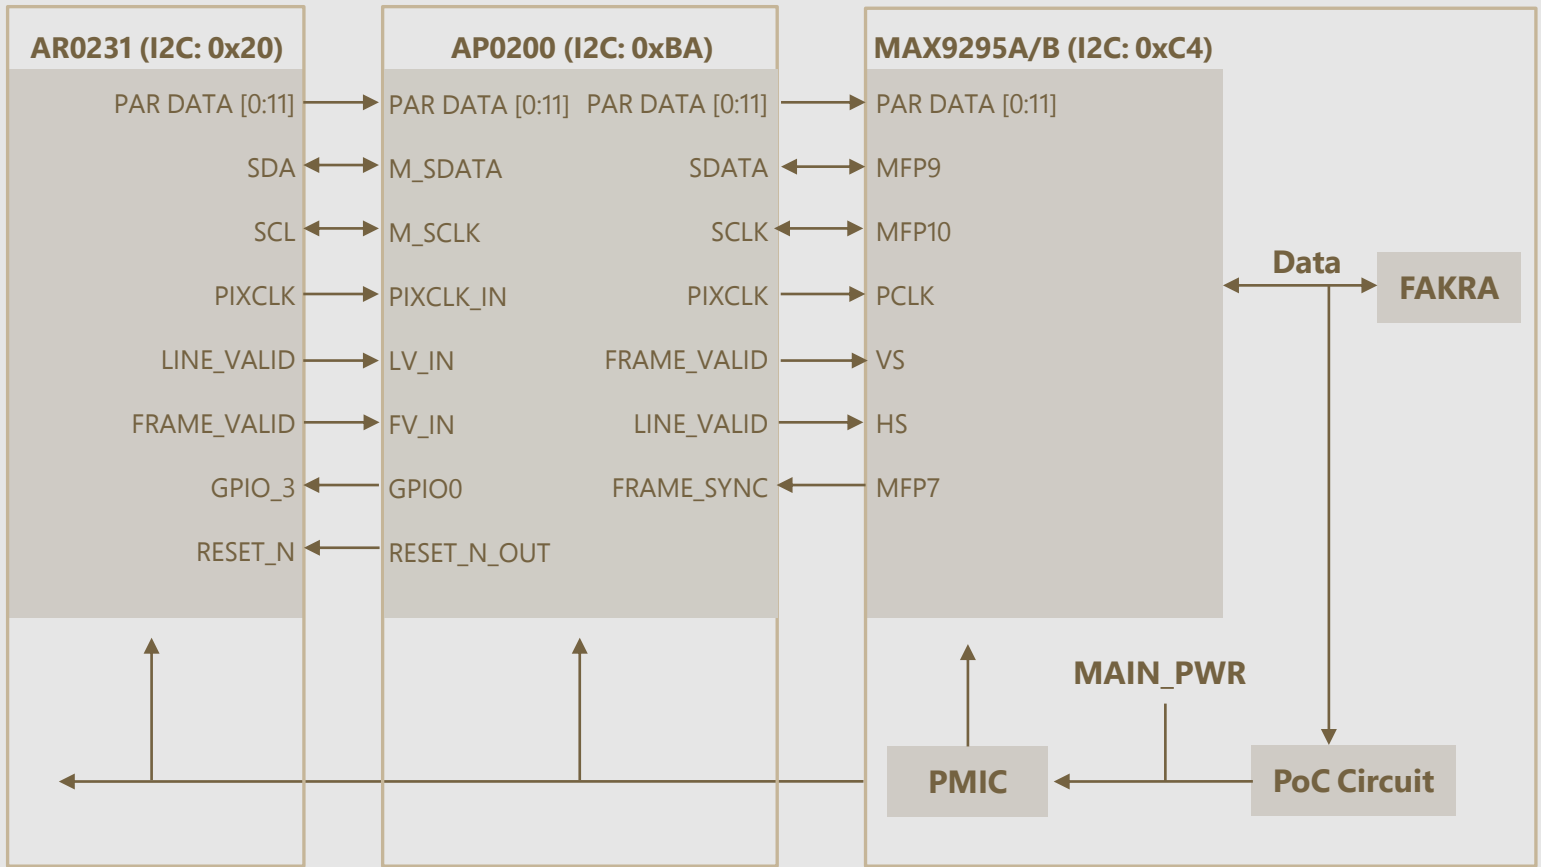 AR0231 (I2C: 0x20)
AP0200 (I2C: 0xBA)
MAX9295A/B (I2C: 0xC4)
PAR DATA [0:11]
PAR DATA [0:11]
PAR DATA [0:11]
PAR DATA [0:11]
SDA
M_SDATA
SDATA
MFP9
SCL
M_SCLK
SCLK
MFP10
PIXCLK
PIXCLK_IN
PIXCLK
PCLK
LINE_VALID
LV_IN
FRAME_VALID
VS
FRAME_VALID
FV_IN
LINE_VALID
HS
GPIO_3
GPIO0
FRAME_SYNC
MFP7
RESET_N
RESET_N_OUT
Data
FAKRA
MAIN_PWR
PMIC
PoC Circuit